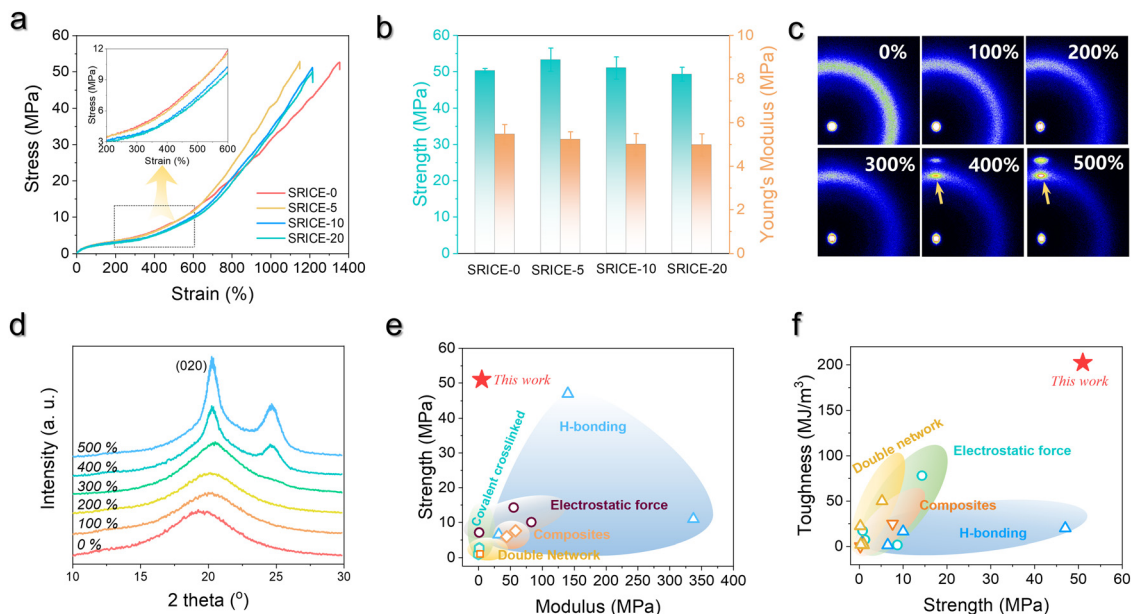 a
Stress (MPa)
60
50
40
30
20
10
0
0 200 400 600 800 1000 1200 1400
Strain (%)
Stress (MPa)
12
9
6
3
200 300 400 500 600
Strain (%)
SRICE-0
SRICE-5
SRICE-10
SRICE-20
b
Strength (MPa)
60
50
40
30
20
10
0
10
8
6
4
2
0
Young's Modulus (MPa)
SRICE-0 SRICE-5 SRICE-10 SRICE-20
c
0% 100% 200%
300% 400% 500%
d
Intensity (a. u.)
(020)
500 %
400 %
300 %
200 %
100 %
0 %
10 15 20 25 30
2 theta (o)
e
Strength (MPa)
60
50
40
30
20
10
0
This work
H-bonding
Covalent crosslinked
Electrostatic force
Composites
Double Network
0 50 100 150 200 250 300 350 400
Modulus (MPa)
f
Toughness (MJ/m³)
200
150
100
50
0
This work
Double network
Electrostatic force
Composites
H-bonding
0 10 20 30 40 50 60
Strength (MPa)